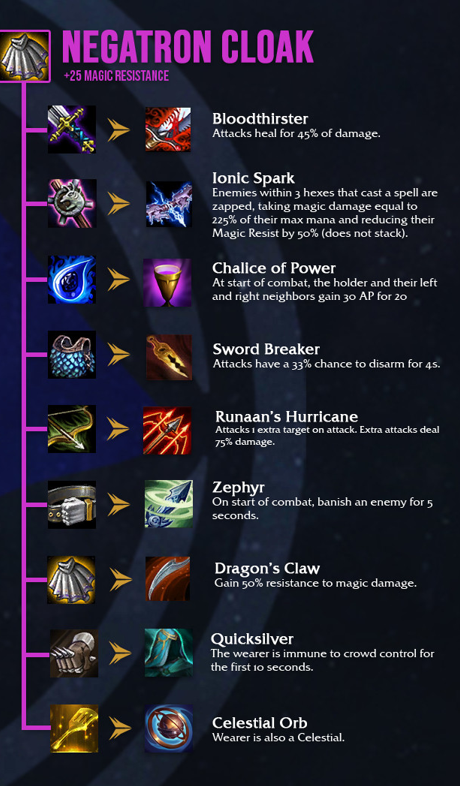 NEGATRON CLOAK
+25 MAGIC RESISTANCE
Bloodthirster
Attacks heal for 45% of damage.
Ionic Spark
Enemies within 3 hexes that cast a spell are
zapped, taking magic damage equal to
225% of their max mana and reducing their
Magic Resist by 50% (does not stack).
Chalice of Power
At start of combat, the holder and their left
and right neighbors gain 30 AP for 20
Sword Breaker
Attacks have a 33% chance to disarm for 4s.
Runaan's Hurricane
Attacks 1 extra target on attack. Extra attacks deal
75% damage.
Zephyr
On start of combat, banish an enemy for 5
seconds.
Dragon's Claw
Gain 50% resistance to magic damage.
Quicksilver
The wearer is immune to crowd control for
the first 10 seconds.
Celestial Orb
Wearer is also a Celestial.